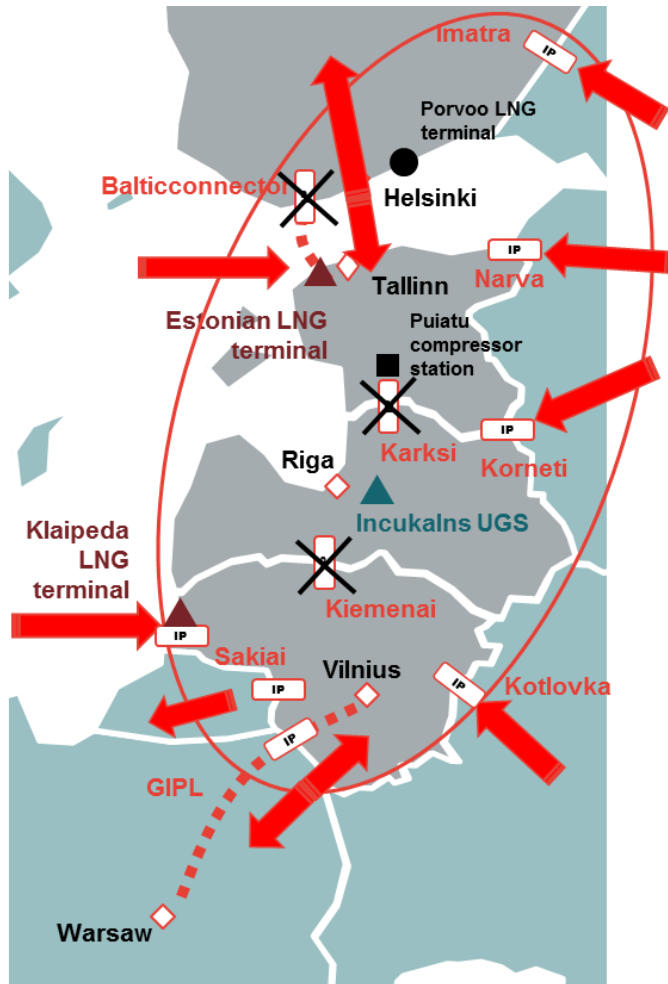 Imatra
IP
Porvoo LNG
terminal
Balticconnector
Helsinki
IP
Narva
Tallinn
Estonian LNG
terminal
Puiatu
compressor
station
Karksi
IP
Korneti
Riga
Incukalns UGS
Klaipeda
LNG
terminal
Kiemenai
IP
Sakiai
Vilnius
IP
IP
Kotlovka
IP
GIPL
Warsaw